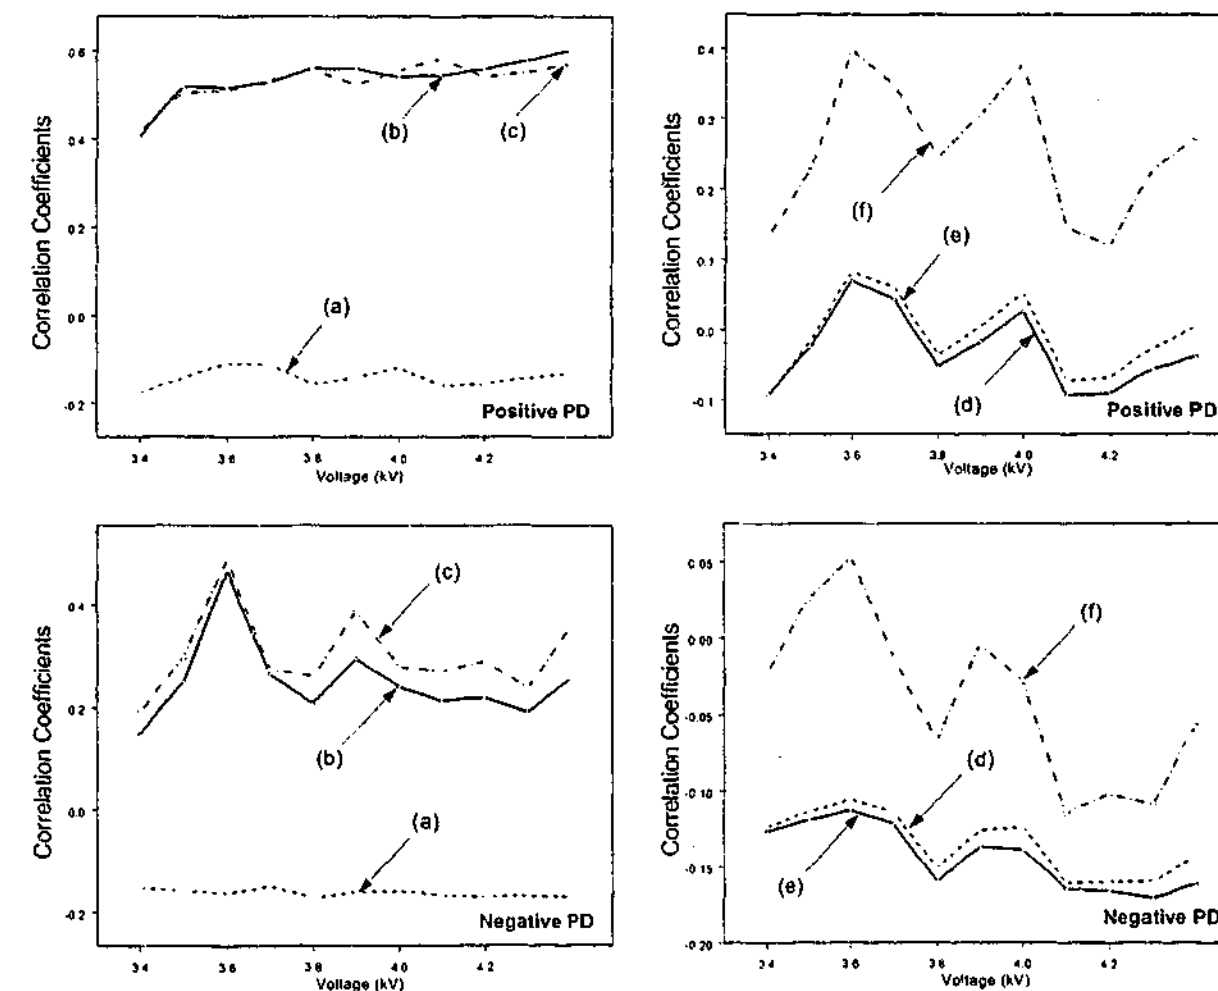 Correlation Coefficients
0.6
0.4
0.2
0.0
-0.2
(b)
(c)
(a)
Positive PD
3.4
3.6
3.8
4.0
4.2
Voltage (kV)
Correlation Coefficients
0.4
0.3
0.2
0.1
0.0
-0.1
(f)
(e)
(d)
Positive PD
3.4
3.6
3.8
4.0
4.2
Voltage (kV)
Correlation Coefficients
0.4
0.2
0.0
-0.2
(c)
(b)
(a)
Negative PD
3.4
3.6
3.8
4.0
4.2
Voltage (kV)
Correlation Coefficients
0.05
0.00
-0.05
-0.10
-0.15
-0.20
(f)
(d)
(e)
Negative PD
3.4
3.6
3.8
4.0
4.2
Voltage (kV)